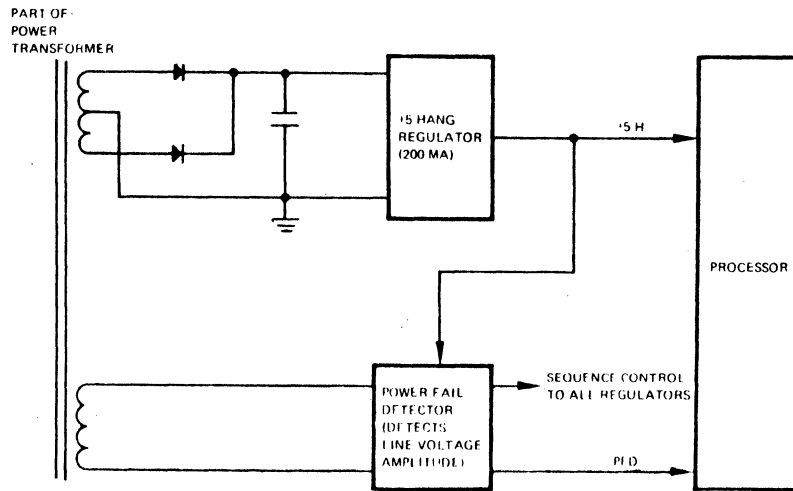 PART OF
POWER
TRANSFORMER
+5 HANG
REGULATOR
(200 MA)
+5 H
PROCESSOR
POWER FAIL
DETECTOR
(DETECTS
LINE VOLTAGE
AMPLITUDE)
SEQUENCE CONTROL
TO ALL REGULATORS
PFD